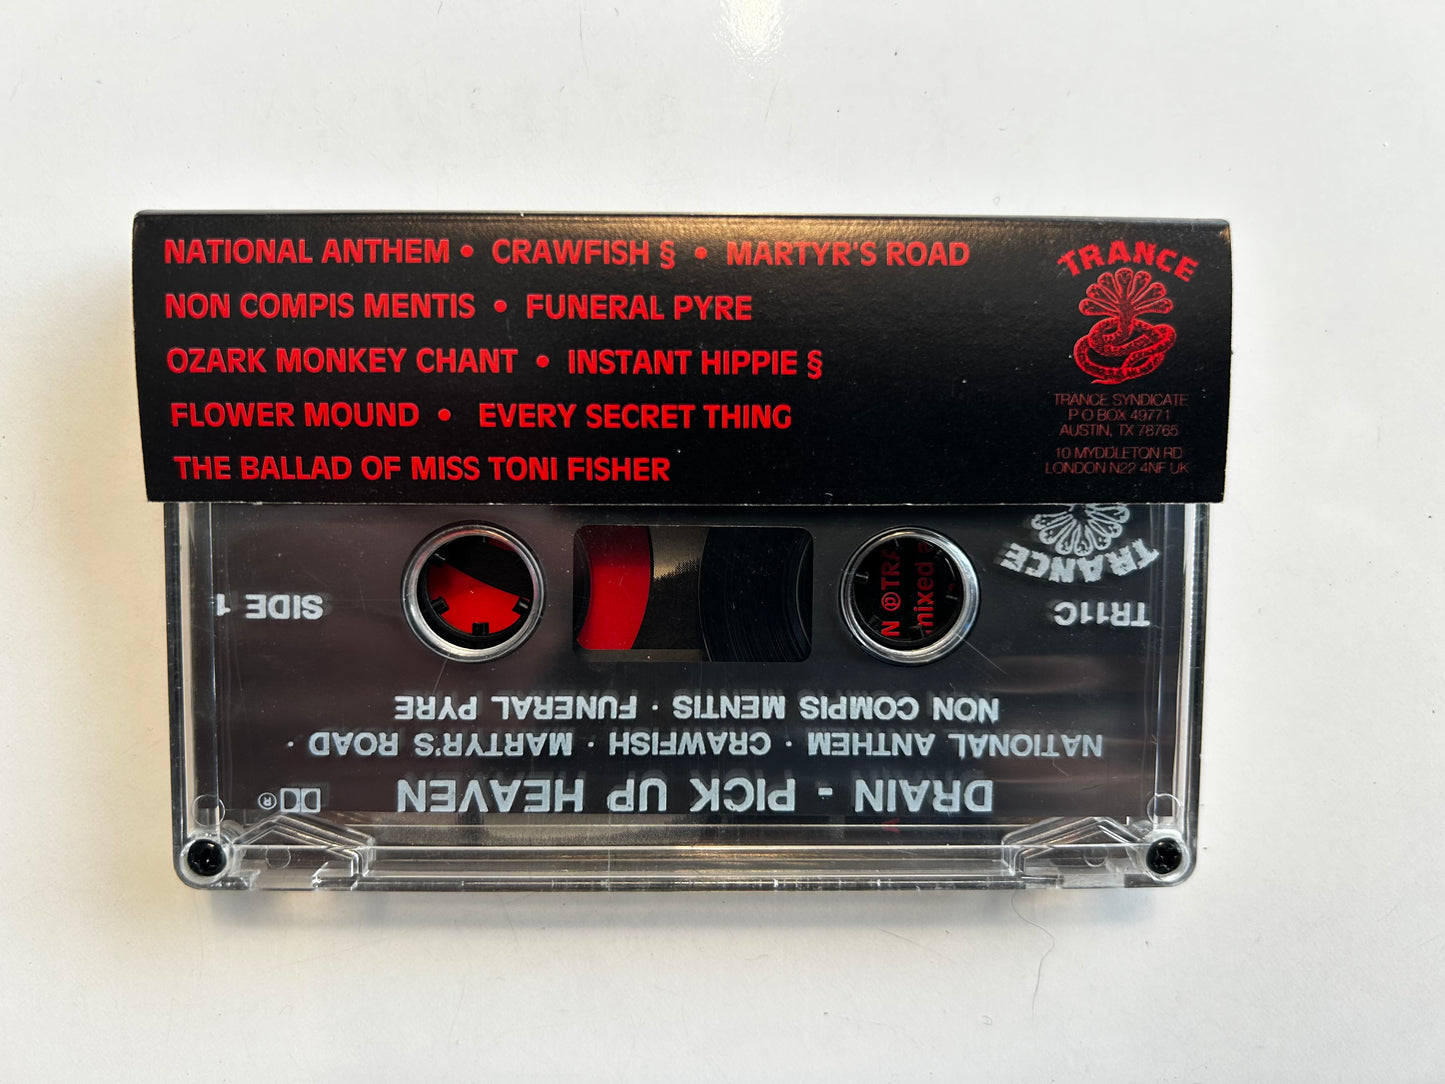 NATIONAL ANTHEM • CRAWFISH § • MARTYR'S ROAD
NON COMPIS MENTIS • FUNERAL PYRE
OZARK MONKEY CHANT • INSTANT HIPPIE §
FLOWER MOUND • EVERY SECRET THING
THE BALLAD OF MISS TONI FISHER
TRANCE
TRANCE SYNDICATE
P O BOX 49771
AUSTIN, TX 78765
10 MYDDLETON RD
LONDON N22 4NF UK
DRAIN - PICK UP HEAVEN
NATIONAL ANTHEM · CRAWFISH · MARTYR'S ROAD ·
NON COMPIS MENTIS · FUNERAL PYRE
TR11C
SIDE 1
TRANCE
N ℗ TRA
mixed a